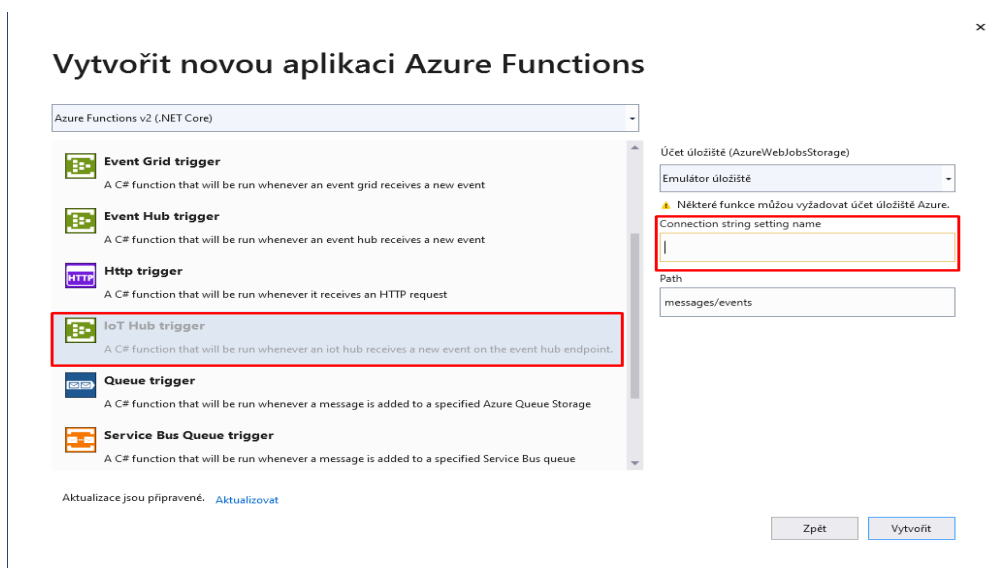 ×
Vytvořit novou aplikaci Azure Functions
Azure Functions v2 (.NET Core)
Event Grid trigger
A C# function that will be run whenever an event grid receives a new event
Event Hub trigger
A C# function that will be run whenever an event hub receives a new event
HTTP
Http trigger
A C# function that will be run whenever it receives an HTTP request
IoT Hub trigger
A C# function that will be run whenever an iot hub receives a new event on the event hub endpoint.
Queue trigger
A C# function that will be run whenever a message is added to a specified Azure Queue Storage
Service Bus Queue trigger
A C# function that will be run whenever a message is added to a specified Service Bus queue
Účet úložiště (AzureWebJobsStorage)
Emulátor úložiště
Některé funkce můžou vyžadovat účet úložiště Azure.
Connection string setting name
Path
messages/events
Aktualizace jsou připravené. Aktualizovat
Zpět
Vytvořit